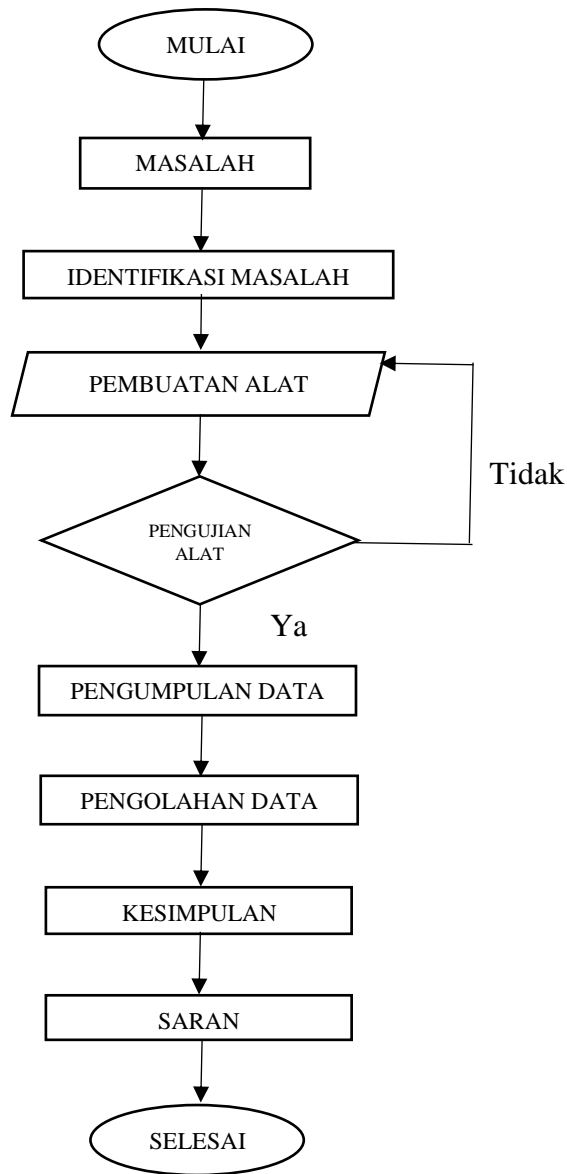 MULAI
MASALAH
IDENTIFIKASI MASALAH
PEMBUATAN ALAT
Tidak
PENGUJIAN
ALAT
Ya
PENGUMPULAN DATA
PENGOLAHAN DATA
KESIMPULAN
SARAN
SELESAI